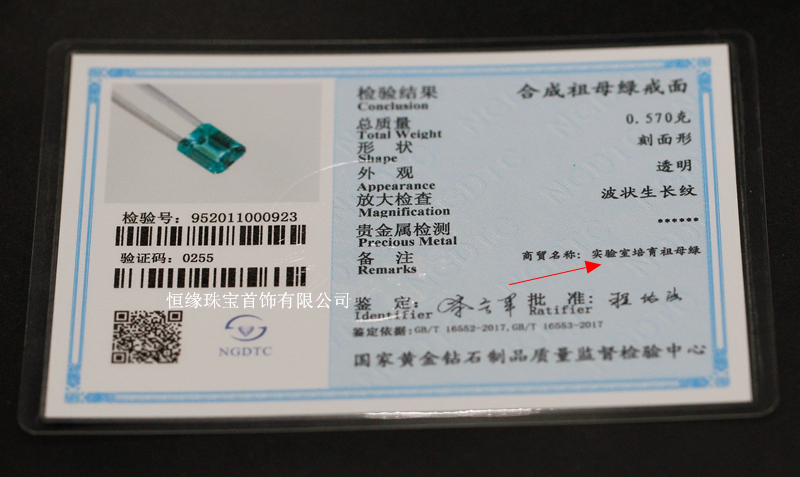 检验结果 合成祖母緑戒面
Conclusion
总质量 0.570克
Total Weight
形 状 刻面形
Shape
外 观 透明
Appearance
放大检查 波状生长纹
Magnification
贵金属检测 ******
Precious Metal
备 注 商貿名称: 实验室培育祖母緑
Remarks
检验号: 952011000923
验证码: 0255
恒缘珠宝首饰有限公司
NGDTC
鉴 定: 批 准:
Identifier Ratifier
鉴定依据:GB/T 16552-2017,GB/T 16553-2017
国家黄金钻石制品质量监督检验中心